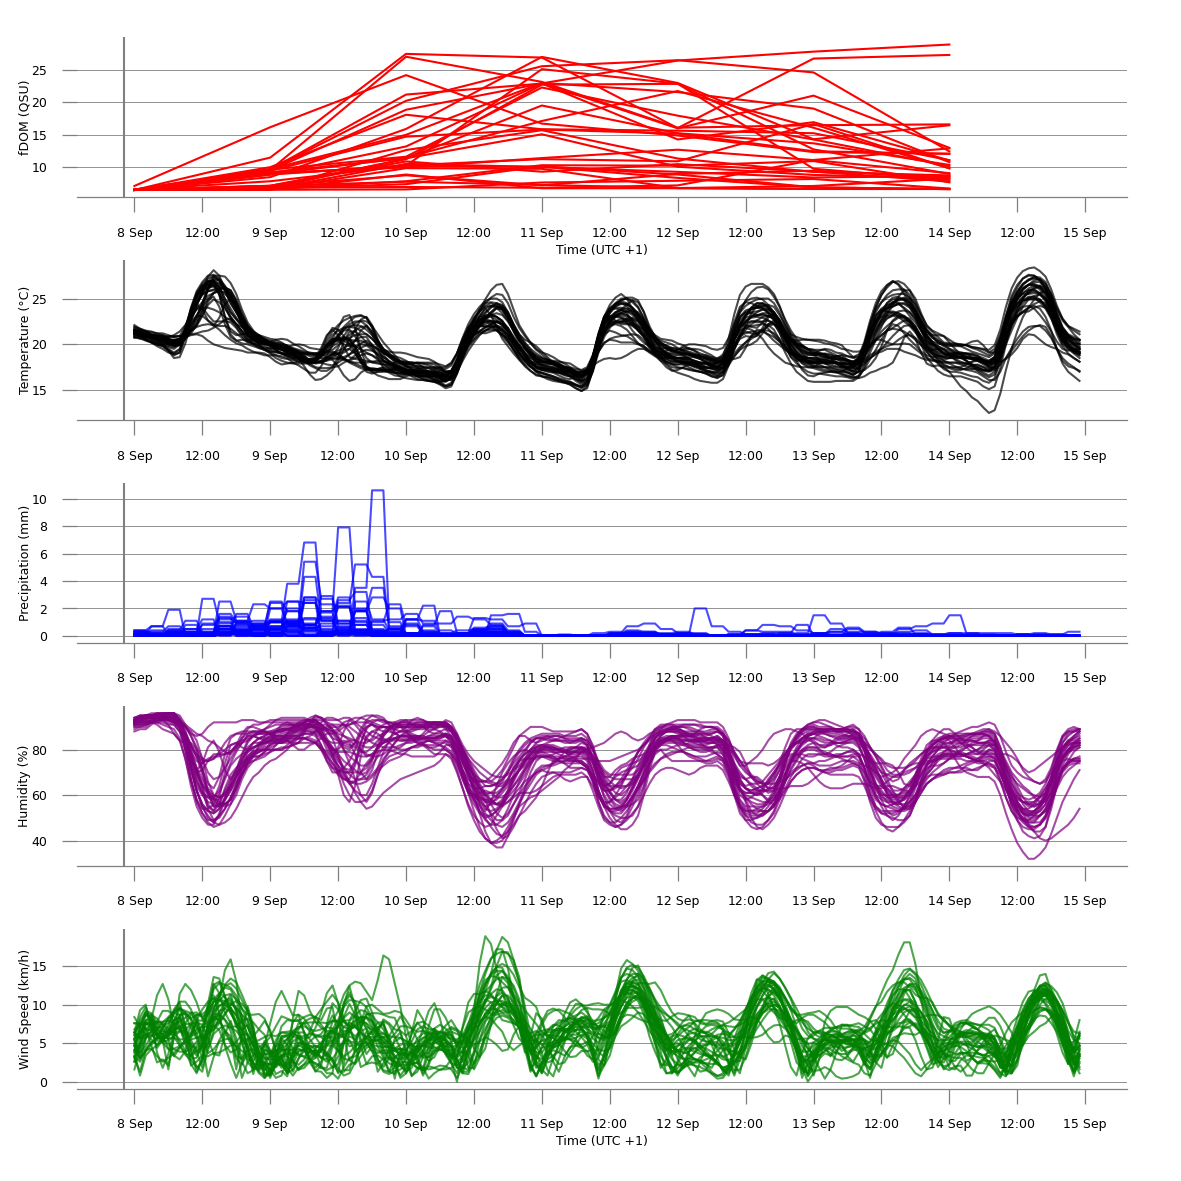 fDOM (QSU)
25
20
15
10
8 Sep 12:00 9 Sep 12:00 10 Sep 12:00 11 Sep 12:00 12 Sep 12:00 13 Sep 12:00 14 Sep 12:00 15 Sep
Time (UTC +1)
Temperature (°C)
25
20
15
8 Sep 12:00 9 Sep 12:00 10 Sep 12:00 11 Sep 12:00 12 Sep 12:00 13 Sep 12:00 14 Sep 12:00 15 Sep
Precipitation (mm)
10
8
6
4
2
0
8 Sep 12:00 9 Sep 12:00 10 Sep 12:00 11 Sep 12:00 12 Sep 12:00 13 Sep 12:00 14 Sep 12:00 15 Sep
Humidity (%)
80
60
40
8 Sep 12:00 9 Sep 12:00 10 Sep 12:00 11 Sep 12:00 12 Sep 12:00 13 Sep 12:00 14 Sep 12:00 15 Sep
Wind Speed (km/h)
15
10
5
0
8 Sep 12:00 9 Sep 12:00 10 Sep 12:00 11 Sep 12:00 12 Sep 12:00 13 Sep 12:00 14 Sep 12:00 15 Sep
Time (UTC +1)